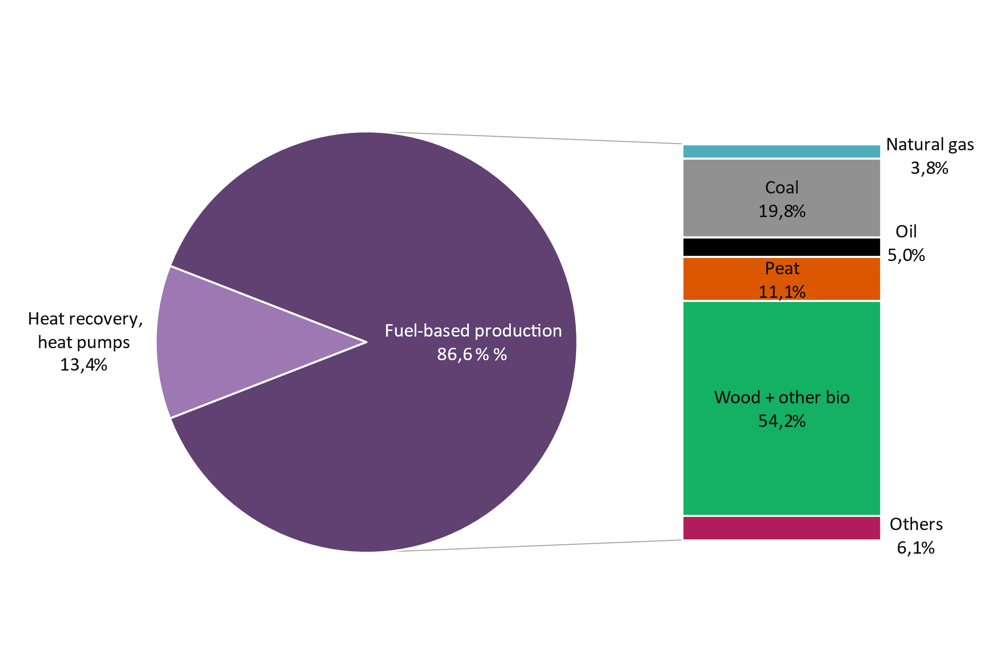 Heat recovery,
heat pumps
13,4%
Fuel-based production
86,6 % %
Natural gas
3,8%
Coal
19,8%
Oil
5,0%
Peat
11,1%
Wood + other bio
54,2%
Others
6,1%